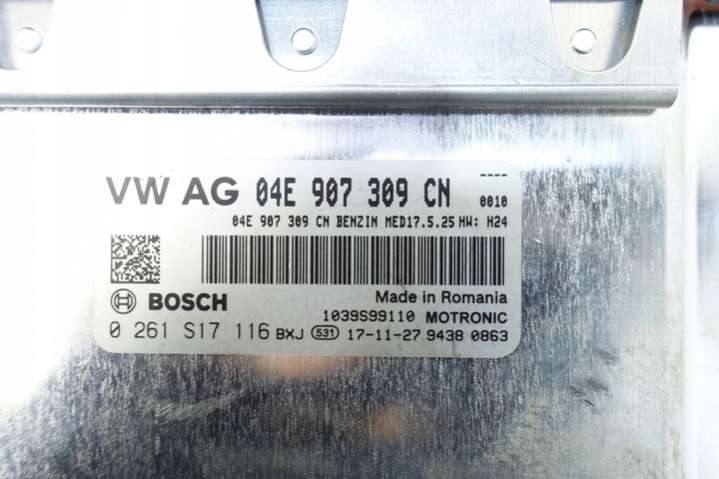 ----
VW AG 04E 907 309 CN 0010
04E 907 309 CN BENZIN MED17.5.25 HW: H24
BOSCH Made in Romania
1039S99110 MOTRONIC
0 261 S17 116 BXJ 531 17-11-27 9438 0863